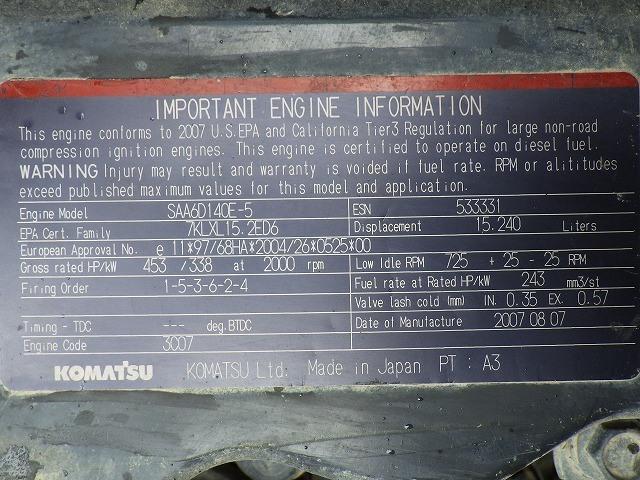 IMPORTANT ENGINE INFORMATION
This engine conforms to 2007 U.S.EPA and California Tier3 Regulation for large non-road
compression ignition engines. This engine is certified to operate on diesel fuel.
WARNING Injury may result and warranty is voided if fuel rate. RPM or alititudes
exceed published maximum values for this model and application.
Engine Model SAA6D140E-5 ESN 533331
EPA Cert. Family 7KLXL15.2ED6 Displacement 15.240 Liters
European Approval No. e 11*97/68HA*2004/26*0525*00
Gross rated HP/kW 453 /338 at 2000 rpm Low Idle RPM 725 + 25 - 25 RPM
Firing Order 1-5-3-6-2-4 Fuel rate at Rated HP/kW 243 mm3/st
Valve lash cold (mm) IN. 0.35 EX. 0.57
Timing - TDC --- deg.BTDC Date of Manufacture 2007 08 07
Engine Code 3007
KOMATSU KOMATSU Ltd. Made in Japan PT : A3